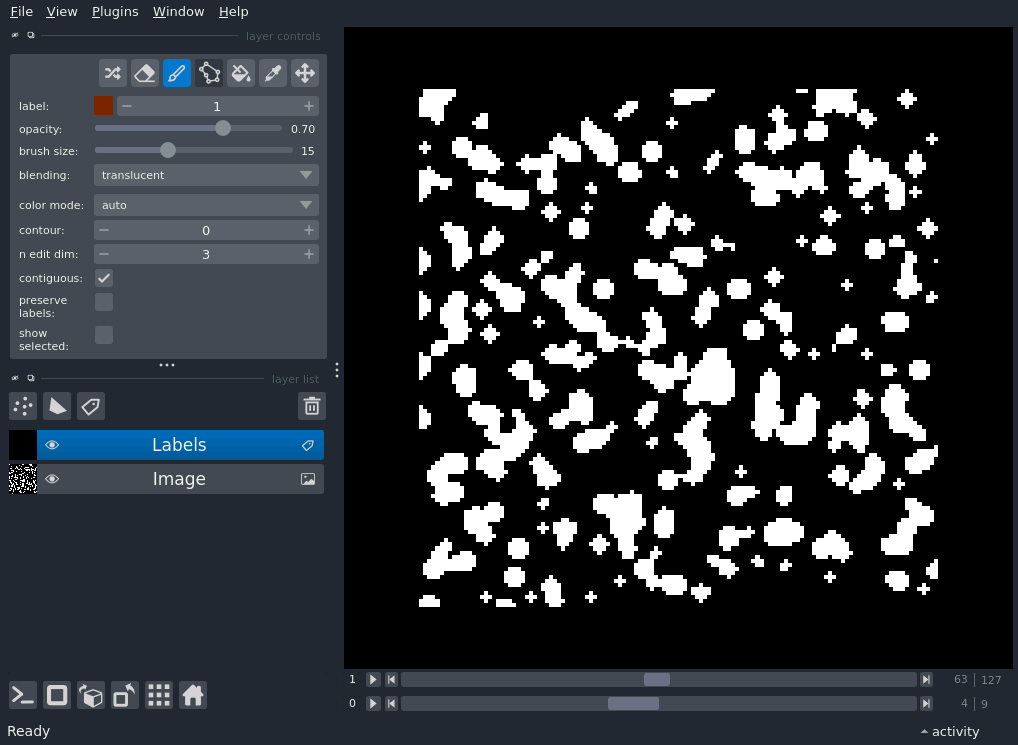 File View Plugins Window Help
layer controls
label: 1
opacity: 0.70
brush size: 15
blending: translucent
color mode: auto
contour: 0
n edit dim: 3
contiguous:
preserve
labels:
show
selected:
layer list
Labels
Image
1 63 127
0 4 9
Ready activity